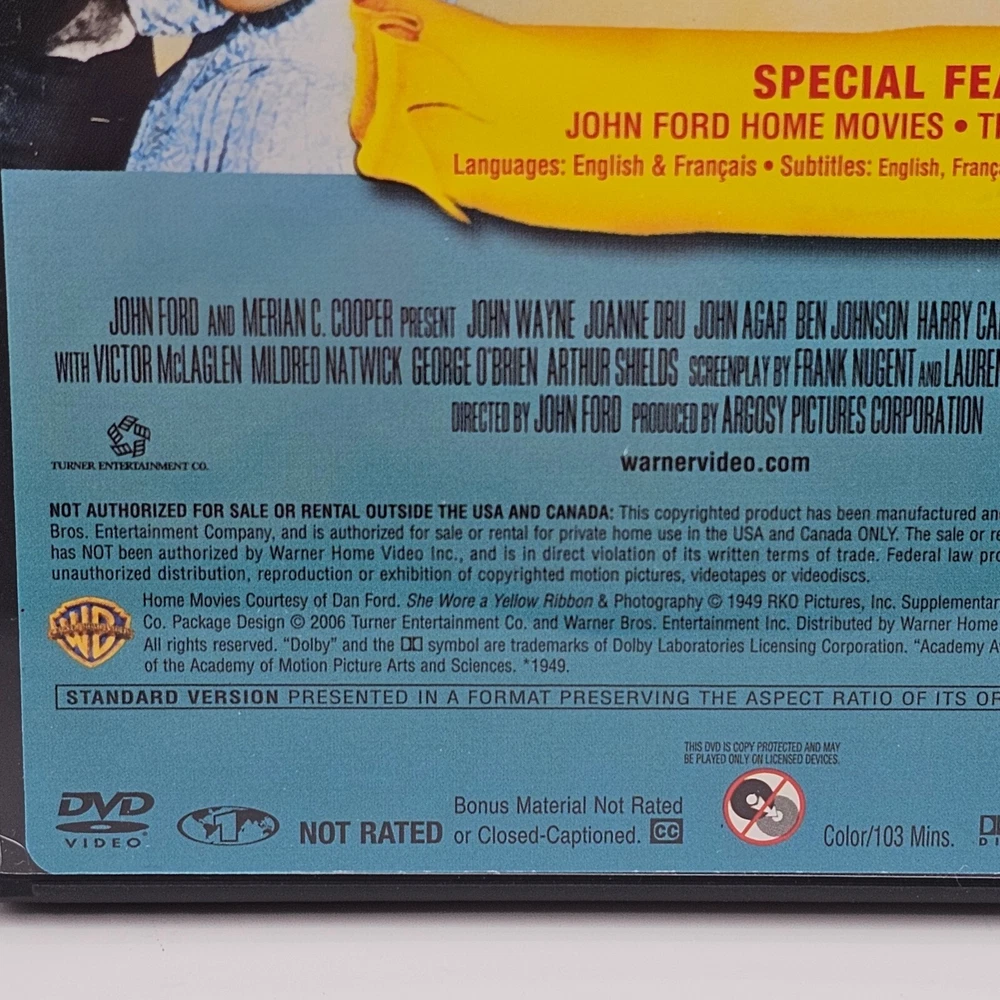 SPECIAL FEA
JOHN FORD HOME MOVIES • T
Languages: English & Français • Subtitles: English, Franç
JOHN FORD AND MERIAN C. COOPER PRESENT JOHN WAYNE JOANNE DRU JOHN AGAR BEN JOHNSON HARRY CA
WITH VICTOR McLAGLEN MILDRED NATWICK GEORGE O'BRIEN ARTHUR SHIELDS SCREENPLAY BY FRANK NUGENT AND LAUREN
DIRECTED BY JOHN FORD PRODUCED BY ARGOSY PICTURES CORPORATION
TURNER ENTERTAINMENT CO.
warnervideo.com
NOT AUTHORIZED FOR SALE OR RENTAL OUTSIDE THE USA AND CANADA: This copyrighted product has been manufactured an
Bros. Entertainment Company, and is authorized for sale or rental for private home use in the USA and Canada ONLY. The sale or re
has NOT been authorized by Warner Home Video Inc., and is in direct violation of its written terms of trade. Federal law pro
unauthorized distribution, reproduction or exhibition of copyrighted motion pictures, videotapes or videodiscs.
WB
Home Movies Courtesy of Dan Ford. She Wore a Yellow Ribbon & Photography © 1949 RKO Pictures, Inc. Supplementar
Co. Package Design © 2006 Turner Entertainment Co. and Warner Bros. Entertainment Inc. Distributed by Warner Home
All rights reserved. “Dolby” and the symbol are trademarks of Dolby Laboratories Licensing Corporation. “Academy A
of the Academy of Motion Picture Arts and Sciences. *1949.
STANDARD VERSION PRESENTED IN A FORMAT PRESERVING THE ASPECT RATIO OF ITS OR
THIS DVD IS COPY PROTECTED AND MAY
BE PLAYED ONLY ON LICENSED DEVICES.
DVD
VIDEO
1
NOT RATED
Bonus Material Not Rated
or Closed-Captioned. CC
Color/103 Mins.